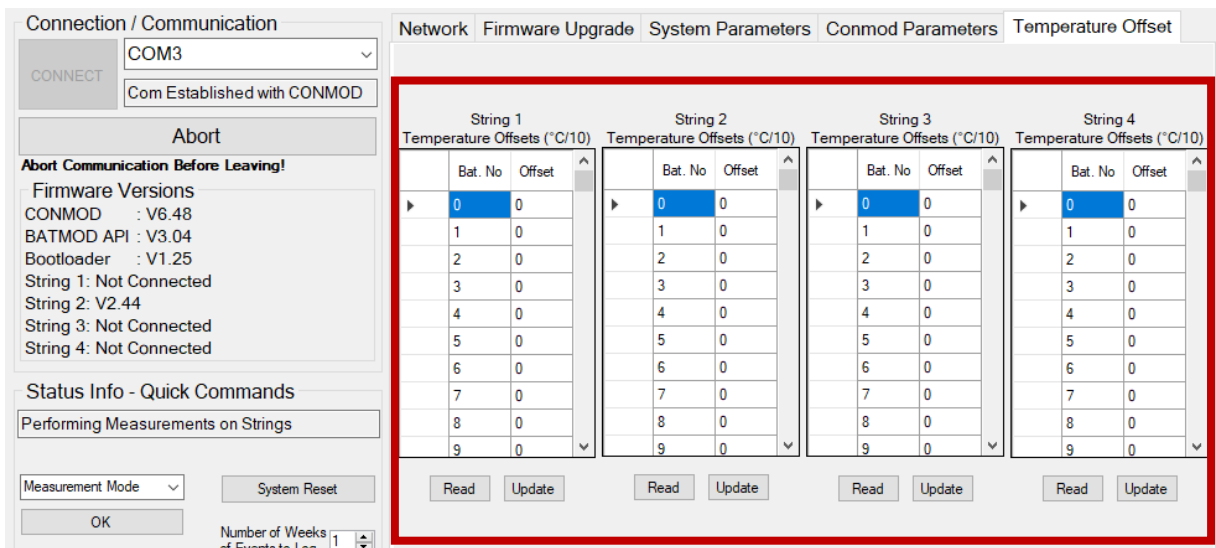 Connection / Communication
CONNECT
COM3
Com Established with CONMOD
Abort
Abort Communication Before Leaving!
Firmware Versions
CONMOD : V6.48
BATMOD API : V3.04
Bootloader : V1.25
String 1: Not Connected
String 2: V2.44
String 3: Not Connected
String 4: Not Connected
Status Info - Quick Commands
Performing Measurements on Strings
Measurement Mode
System Reset
OK
Number of Weeks
of Events to Log
1
Network Firmware Upgrade System Parameters Conmod Parameters Temperature Offset
String 1
Temperature Offsets (°C/10)
Bat. No Offset
0 0
1 0
2 0
3 0
4 0
5 0
6 0
7 0
8 0
9 0
Read Update
String 2
Temperature Offsets (°C/10)
Bat. No Offset
0 0
1 0
2 0
3 0
4 0
5 0
6 0
7 0
8 0
9 0
Read Update
String 3
Temperature Offsets (°C/10)
Bat. No Offset
0 0
1 0
2 0
3 0
4 0
5 0
6 0
7 0
8 0
9 0
Read Update
String 4
Temperature Offsets (°C/10)
Bat. No Offset
0 0
1 0
2 0
3 0
4 0
5 0
6 0
7 0
8 0
9 0
Read Update